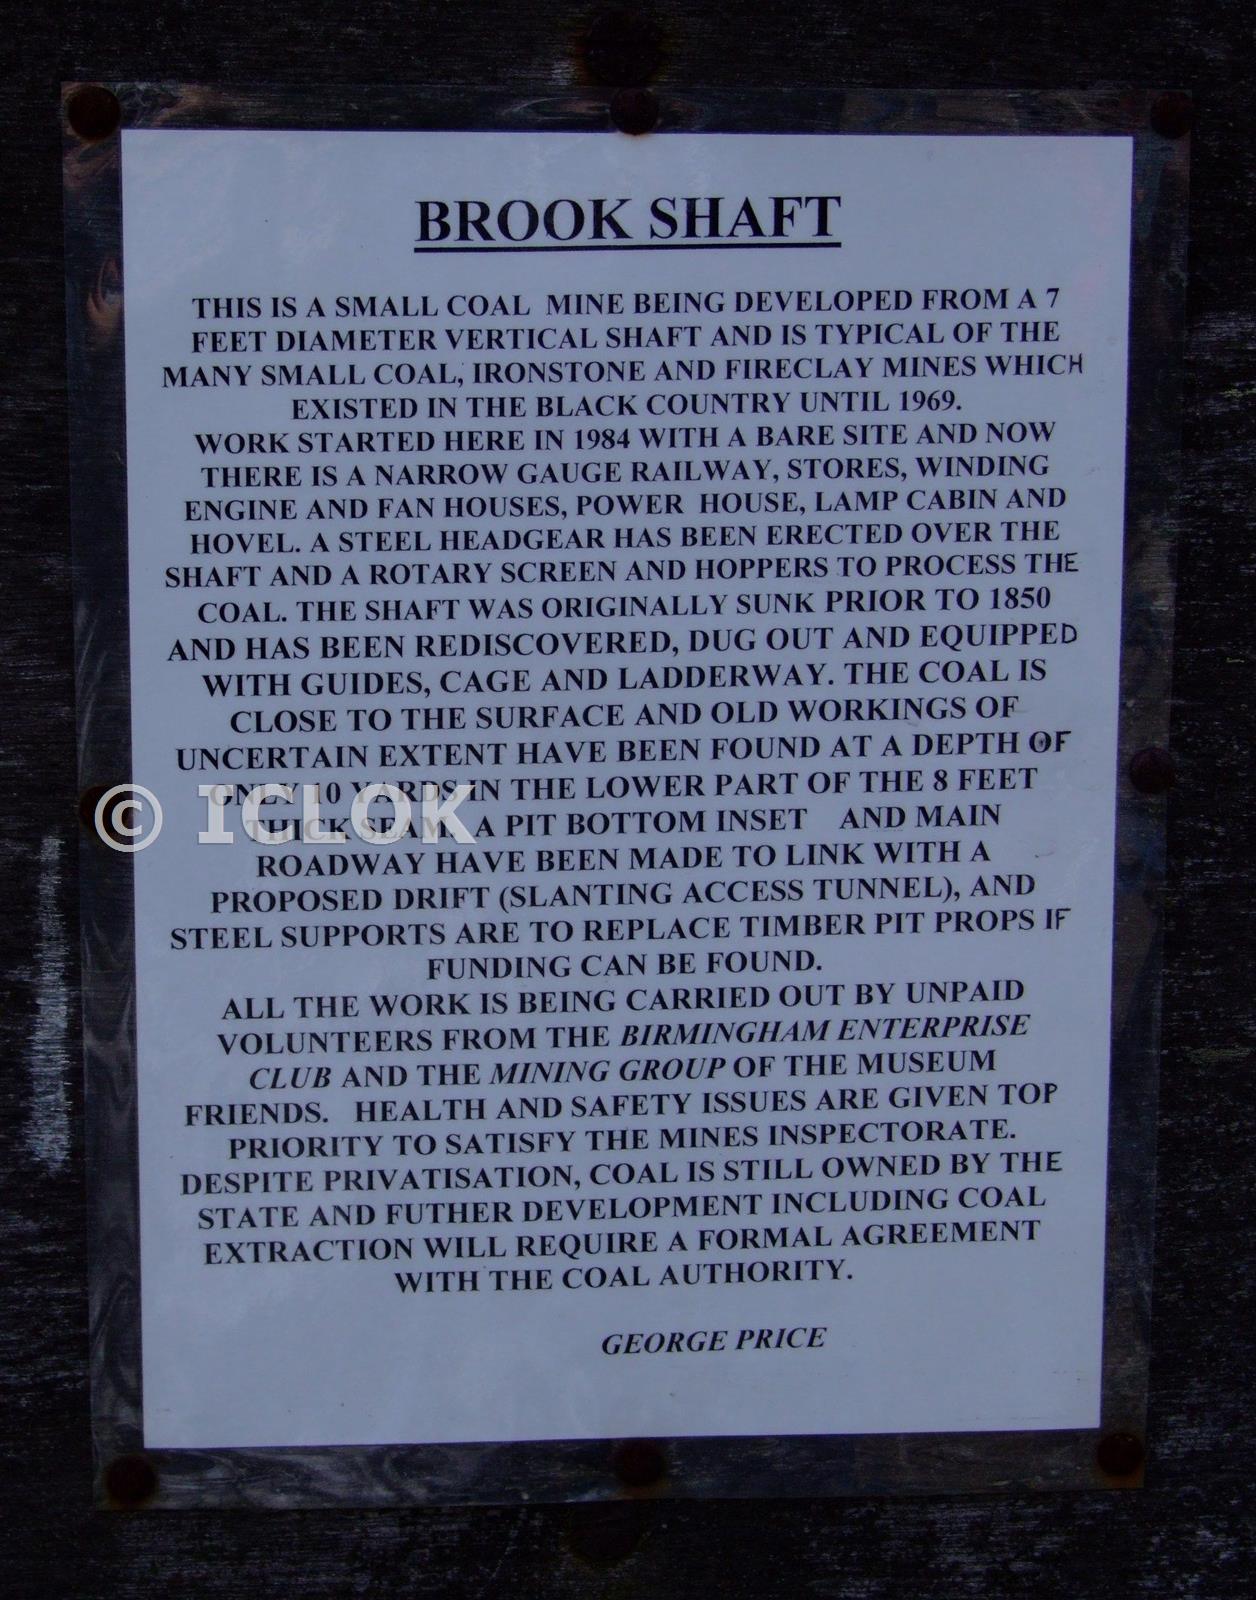 BROOK SHAFT
THIS IS A SMALL COAL MINE BEING DEVELOPED FROM A 7
FEET DIAMETER VERTICAL SHAFT AND IS TYPICAL OF THE
MANY SMALL COAL, IRONSTONE AND FIRECLAY MINES WHICH
EXISTED IN THE BLACK COUNTRY UNTIL 1969.
WORK STARTED HERE IN 1984 WITH A BARE SITE AND NOW
THERE IS A NARROW GAUGE RAILWAY, STORES, WINDING
ENGINE AND FAN HOUSES, POWER HOUSE, LAMP CABIN AND
HOVEL. A STEEL HEADGEAR HAS BEEN ERECTED OVER THE
SHAFT AND A ROTARY SCREEN AND HOPPERS TO PROCESS THE
COAL. THE SHAFT WAS ORIGINALLY SUNK PRIOR TO 1850
AND HAS BEEN REDISCOVERED, DUG OUT AND EQUIPPED
WITH GUIDES, CAGE AND LADDERWAY. THE COAL IS
CLOSE TO THE SURFACE AND OLD WORKINGS OF
UNCERTAIN EXTENT HAVE BEEN FOUND AT A DEPTH OF
ONLY 10 YARDS IN THE LOWER PART OF THE 8 FEET
THICK SEAM. A PIT BOTTOM INSET AND MAIN
ROADWAY HAVE BEEN MADE TO LINK WITH A
PROPOSED DRIFT (SLANTING ACCESS TUNNEL), AND
STEEL SUPPORTS ARE TO REPLACE TIMBER PIT PROPS IF
FUNDING CAN BE FOUND.
ALL THE WORK IS BEING CARRIED OUT BY UNPAID
VOLUNTEERS FROM THE BIRMINGHAM ENTERPRISE
CLUB AND THE MINING GROUP OF THE MUSEUM
FRIENDS. HEALTH AND SAFETY ISSUES ARE GIVEN TOP
PRIORITY TO SATISFY THE MINES INSPECTORATE.
DESPITE PRIVATISATION, COAL IS STILL OWNED BY THE
STATE AND FUTHER DEVELOPMENT INCLUDING COAL
EXTRACTION WILL REQUIRE A FORMAL AGREEMENT
WITH THE COAL AUTHORITY.
GEORGE PRICE
© ICLOK